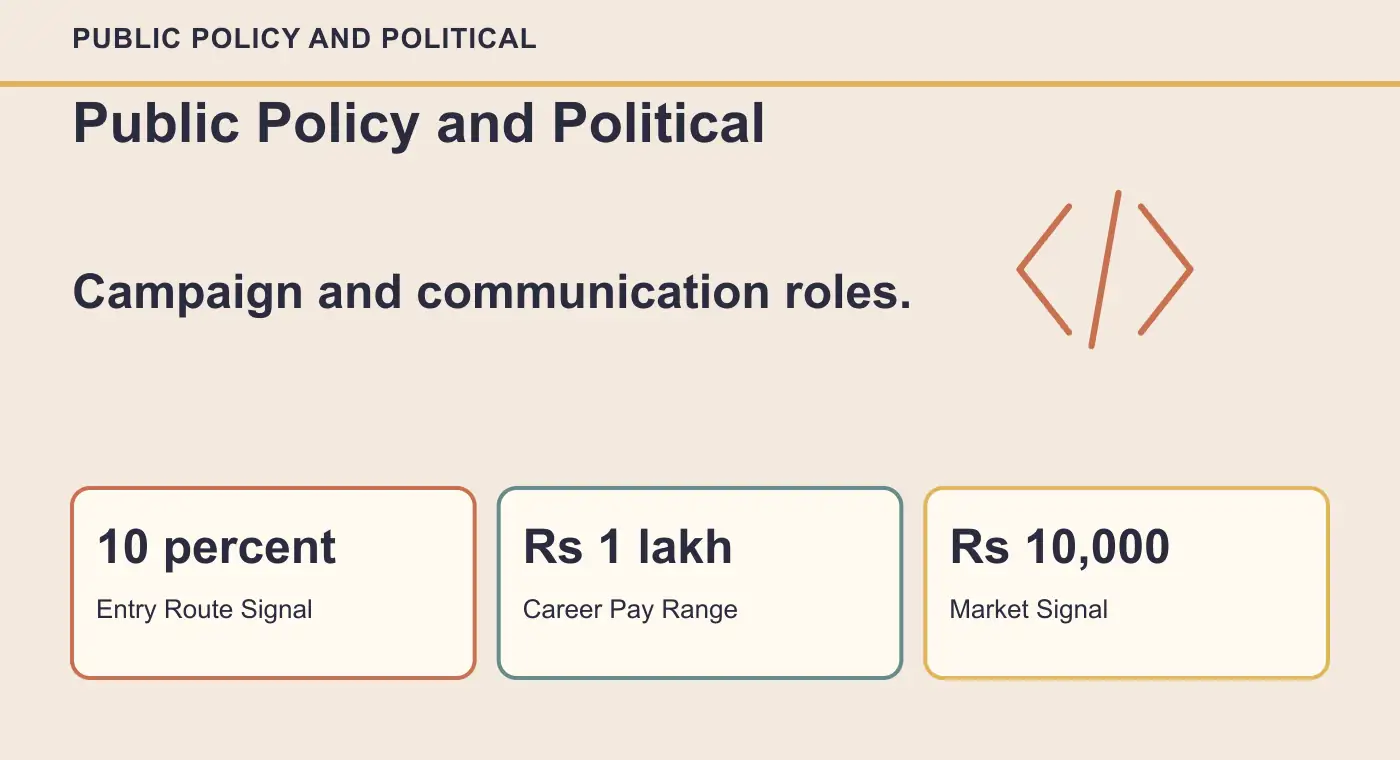 PUBLIC POLICY AND POLITICAL
Public Policy and Political
Campaign and communication roles.
10 percent
Entry Route Signal
Rs 1 lakh
Career Pay Range
Rs 10,000
Market Signal